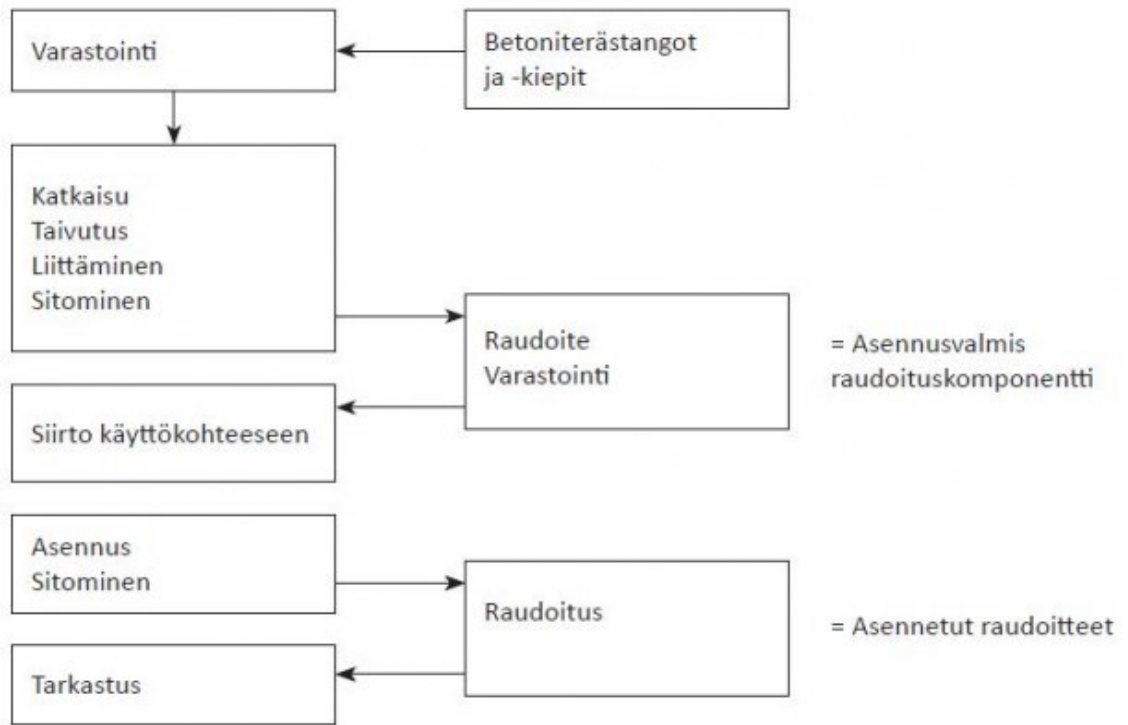 Varastointi
Betoniterästangot
ja -kiepit
Katkaisu
Taivutus
Liittäminen
Sitominen
Raudoite
Varastointi
= Asennusvalmis
raudoituskomponentti
Siirto käyttökohteeseen
Asennus
Sitominen
Raudoitus
= Asennetut raudoitteet
Tarkastus